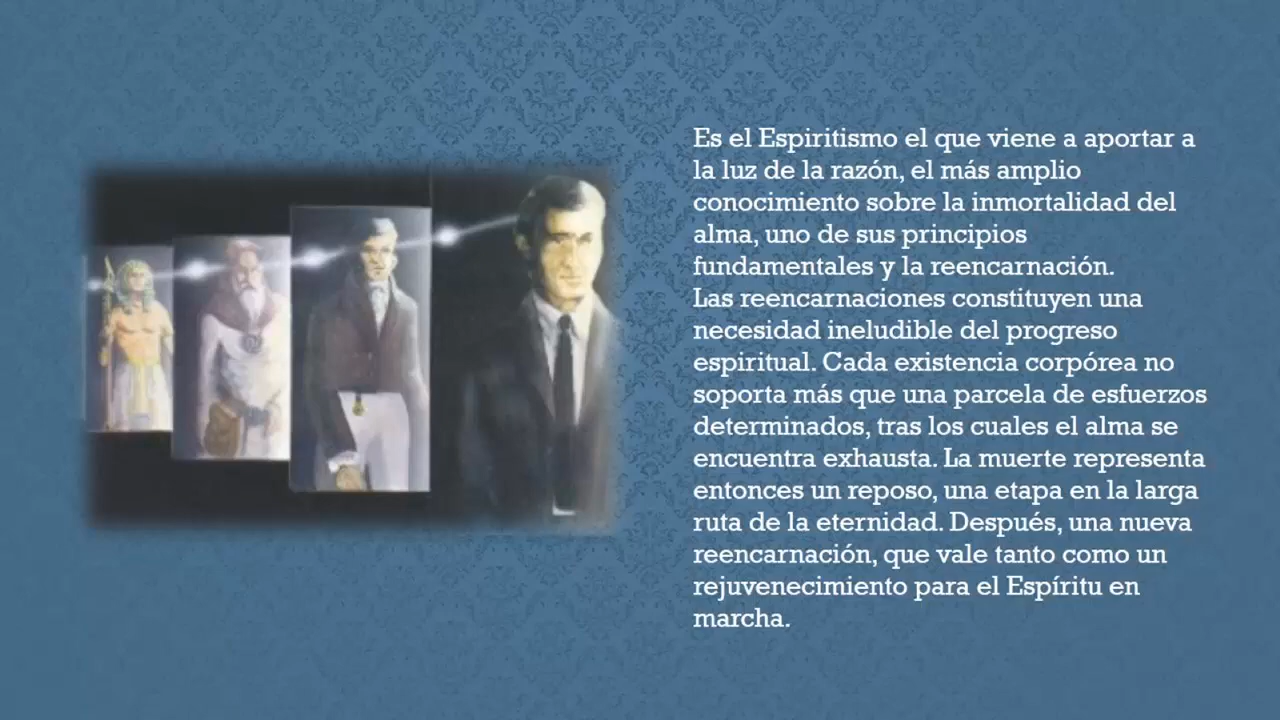 Es el Espiritismo el que viene a aportar a
la luz de la razón, el más amplio
conocimiento sobre la inmortalidad del
alma, uno de sus principios
fundamentales y la reencarnación.
Las reencarnaciones constituyen una
necesidad ineludible del progreso
espiritual. Cada existencia corpórea no
soporta más que una parcela de esfuerzos
determinados, tras los cuales el alma se
encuentra exhausta. La muerte representa
entonces un reposo, una etapa en la larga
ruta de la eternidad. Después, una nueva
reencarnación, que vale tanto como un
rejuvenecimiento para el Espíritu en
marcha.